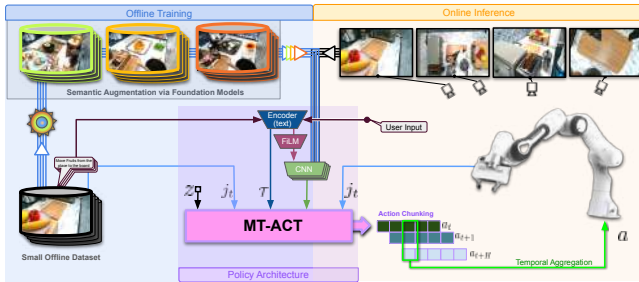 Offline Training
Online Inference
Semantic Augmentation via Foundation Models
Encoder
(text)
User Input
FiLM
CNN
Move Fruits from the
plate to the board
z
j_t
τ
j_t
MT-ACT
Small Offline Dataset
Action Chunking
a_t
a_{t+1}
a_{t+H}
a
Temporal Aggregation
Policy Architecture